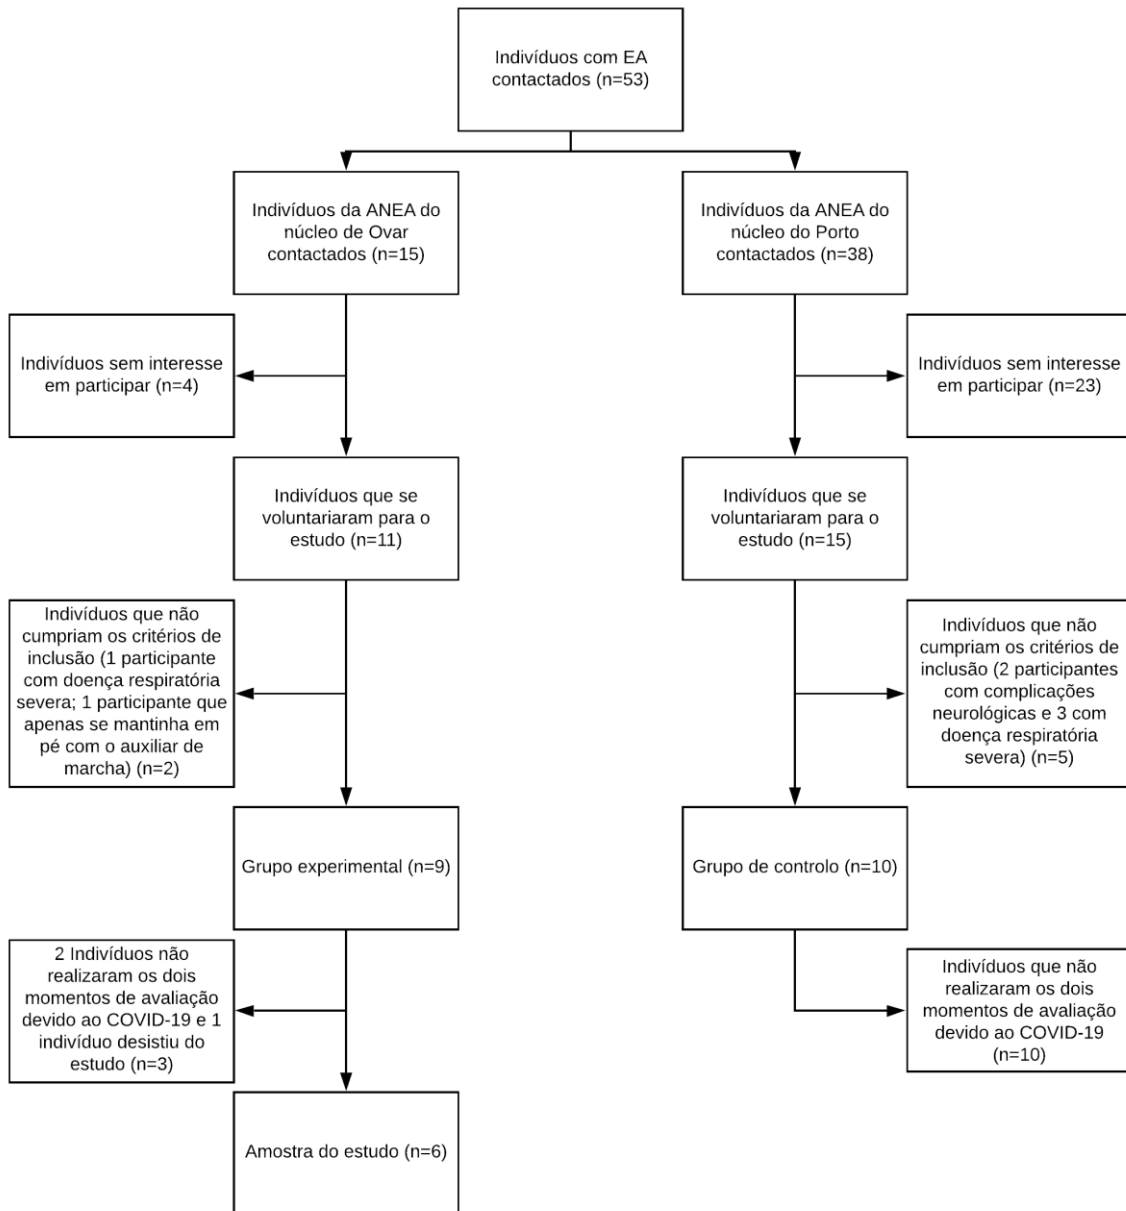 Indivíduos com EA
contactados (n=53)
Indivíduos da ANEA do
núcleo de Ovar
contactados (n=15)
Indivíduos da ANEA do
núcleo do Porto
contactados (n=38)
Indivíduos sem interesse
em participar (n=4)
Indivíduos sem interesse
em participar (n=23)
Indivíduos que se
voluntariaram para o
estudo (n=11)
Indivíduos que se
voluntariaram para o
estudo (n=15)
Indivíduos que não
cumpriam os critérios de
inclusão (1 participante
com doença respiratória
severa; 1 participante que
apenas se mantinha em
pé com o auxiliar de
marcha) (n=2)
Indivíduos que não
cumpriam os critérios de
inclusão (2 participantes
com complicações
neurológicas e 3 com
doença respiratória
severa) (n=5)
Grupo experimental (n=9)
Grupo de controlo (n=10)
2 Indivíduos não
realizaram os dois
momentos de avaliação
devido ao COVID-19 e 1
indivíduo desistiu do
estudo (n=3)
Indivíduos que não
realizaram os dois
momentos de avaliação
devido ao COVID-19
(n=10)
Amostra do estudo (n=6)